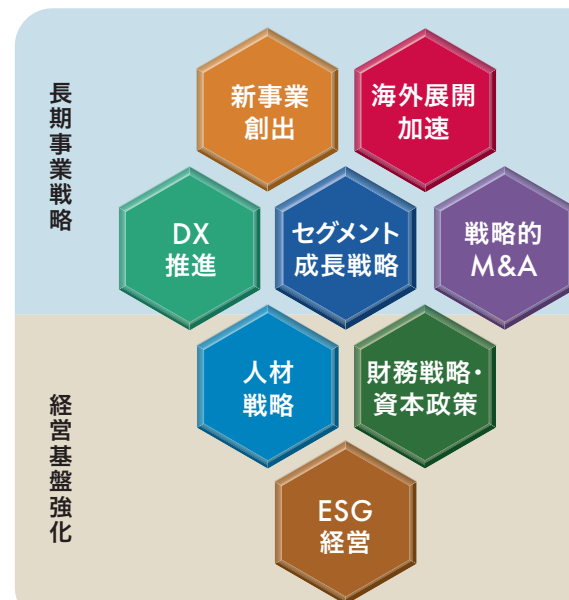 長期事業戦略
新事業
創出
海外展開
加速
DX
推進
セグメント
成長戦略
戦略的
M&A
経営基盤強化
人材
戦略
財務戦略・
資本政策
ESG
経営